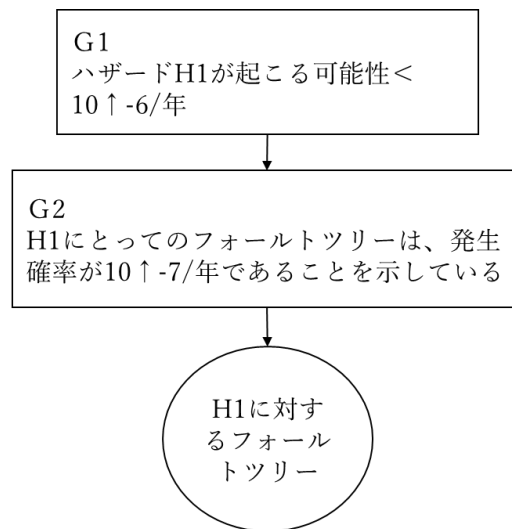 G1
ハザードH1が起こる可能性<
10↑-6/年
G2
H1にとってのフォールトツリーは、発生
確率が10↑-7/年であることを示している
H1に対す
るフォール
トツリー